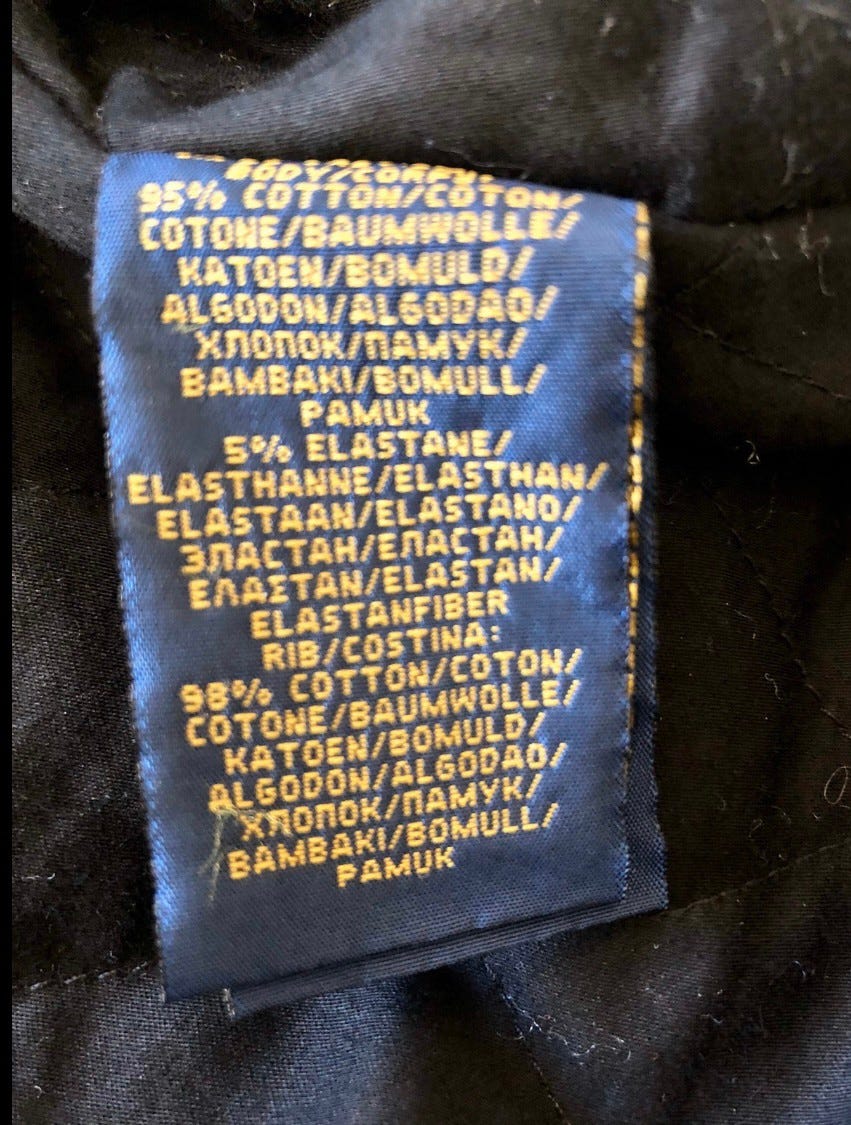 BODY/CORPO:
95% COTTON/COTON/
COTONE/BAUMWOLLE/
KATOEN/BOMULD/
ALGODON/ALGODAO/
ХЛОПОК/ПАМУК/
BAMBAKI/BOMULL/
PAMUK
5% ELASTANE/
ELASTHANNE/ELASTHAN/
ELASTAAN/ELASTANO/
ЭЛАСТАН/ЕЛАСТАН/
ΕΛΑΣΤΑΝ/ELASTAN/
ELASTANFIBER
RIB/COSTINA:
98% COTTON/COTON/
COTONE/BAUMWOLLE/
KATOEN/BOMULD/
ALGODON/ALGODAO/
ХЛОПОК/ПАМУК/
BAMBAKI/BOMULL/
PAMUK